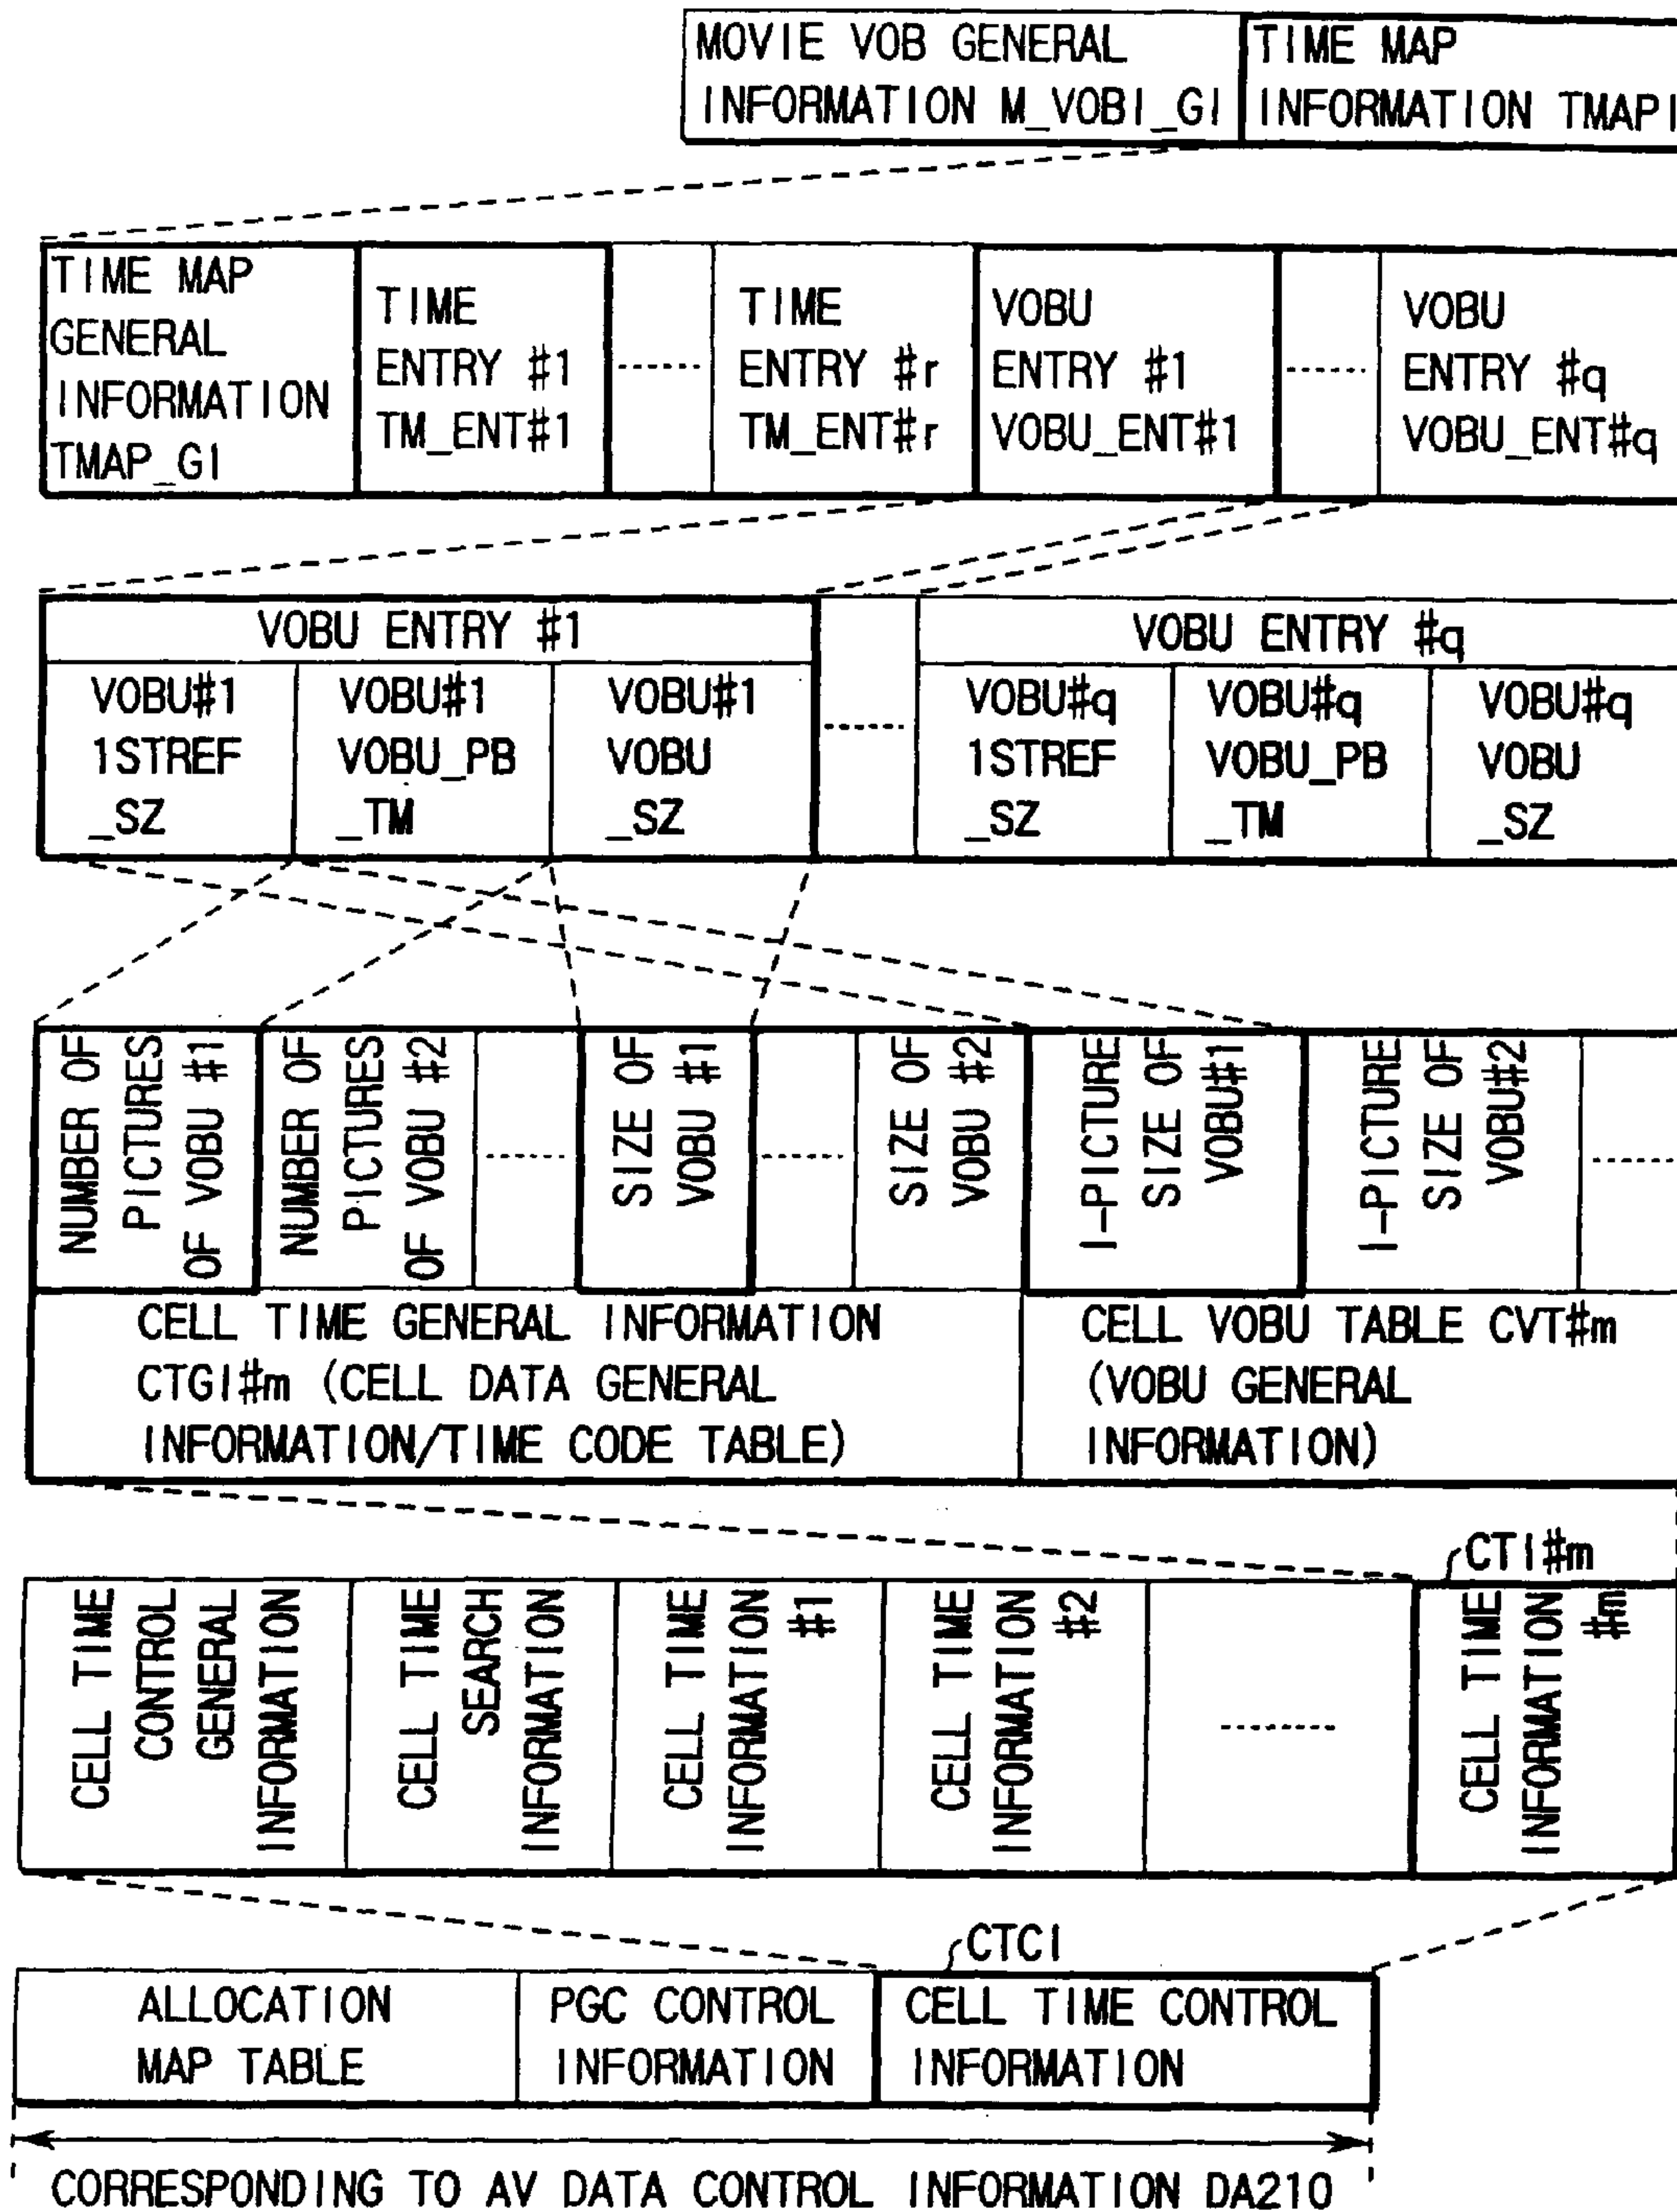 MOVIE VOB GENERAL
INFORMATION M_VOBI_GI
TIME MAP
INFORMATION TMAPI
TIME MAP
GENERAL
INFORMATION
TMAP_GI
TIME
ENTRY #1
TM_ENT#1
TIME
ENTRY #r
TM_ENT#r
VOBU
ENTRY #1
VOBU_ENT#1
VOBU
ENTRY #q
VOBU_ENT#q
VOBU ENTRY #1
VOBU#1
1STREF
_SZ
VOBU#1
VOBU_PB
_TM
VOBU#1
VOBU
_SZ
VOBU ENTRY #q
VOBU#q
1STREF
_SZ
VOBU#q
VOBU_PB
_TM
VOBU#q
VOBU
_SZ
NUMBER OF
PICTURES
OF VOBU #1
NUMBER OF
PICTURES
OF VOBU #2
SIZE OF
VOBU #1
SIZE OF
VOBU #2
I-PICTURE
SIZE OF
VOBU#1
I-PICTURE
SIZE OF
VOBU#2
CELL TIME GENERAL INFORMATION
CTGI#m (CELL DATA GENERAL
INFORMATION/TIME CODE TABLE)
CELL VOBU TABLE CVT#m
(VOBU GENERAL
INFORMATION)
CTI#m
CELL TIME
CONTROL
GENERAL
INFORMATION
CELL TIME
SEARCH
INFORMATION
CELL TIME
INFORMATION
#1
CELL TIME
INFORMATION
#2
CELL TIME
INFORMATION
#m
CTCI
ALLOCATION
MAP TABLE
PGC CONTROL
INFORMATION
CELL TIME CONTROL
INFORMATION
CORRESPONDING TO AV DATA CONTROL INFORMATION DA210